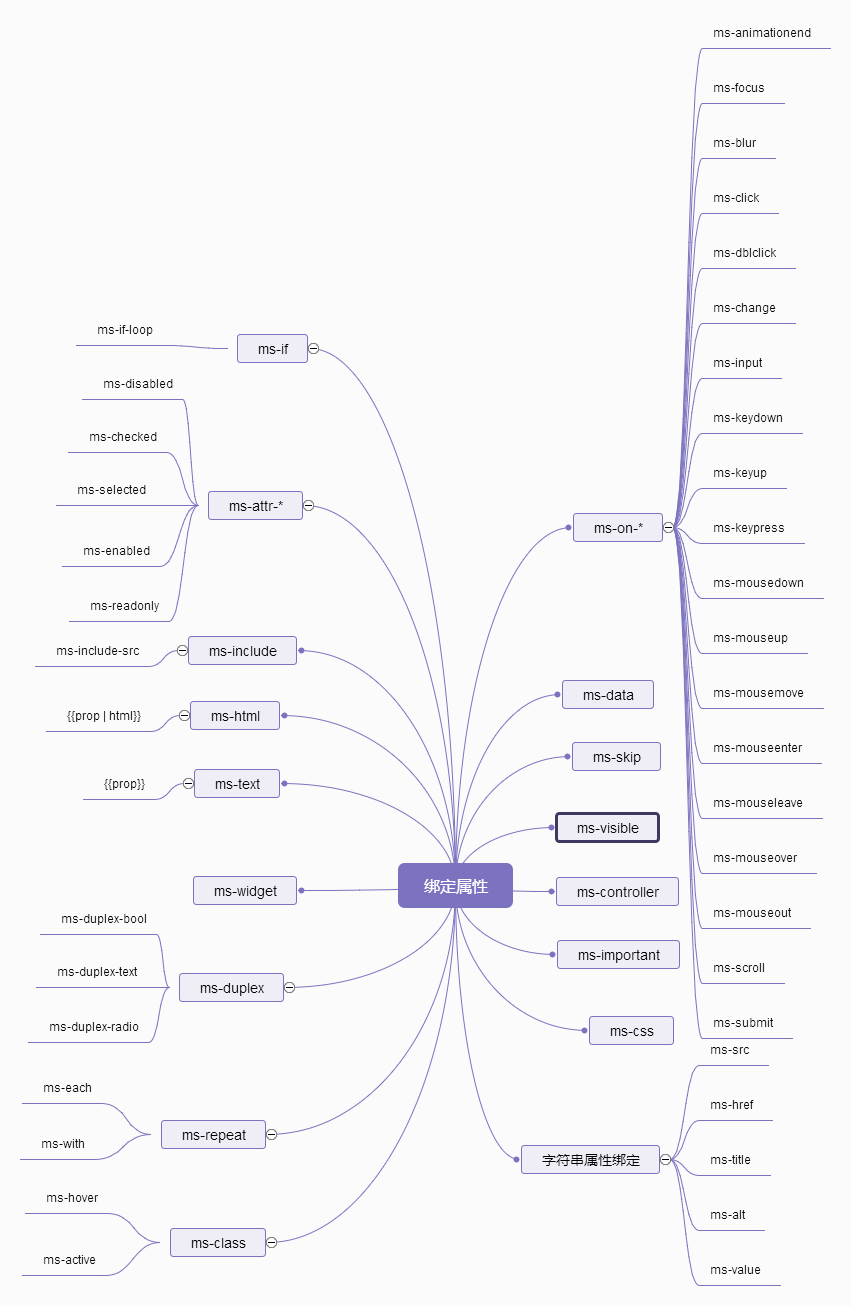 绑定属性
ms-if
ms-if-loop
ms-attr-*
ms-disabled
ms-checked
ms-selected
ms-enabled
ms-readonly
ms-include
ms-include-src
ms-html
{{prop | html}}
ms-text
{{prop}}
ms-widget
ms-duplex
ms-duplex-bool
ms-duplex-text
ms-duplex-radio
ms-repeat
ms-each
ms-with
ms-class
ms-hover
ms-active
ms-on-*
ms-animationend
ms-focus
ms-blur
ms-click
ms-dblclick
ms-change
ms-input
ms-keydown
ms-keyup
ms-keypress
ms-mousedown
ms-mouseup
ms-mousemove
ms-mouseenter
ms-mouseleave
ms-mouseover
ms-mouseout
ms-scroll
ms-submit
ms-data
ms-skip
ms-visible
ms-controller
ms-important
ms-css
字符串属性绑定
ms-src
ms-href
ms-title
ms-alt
ms-value